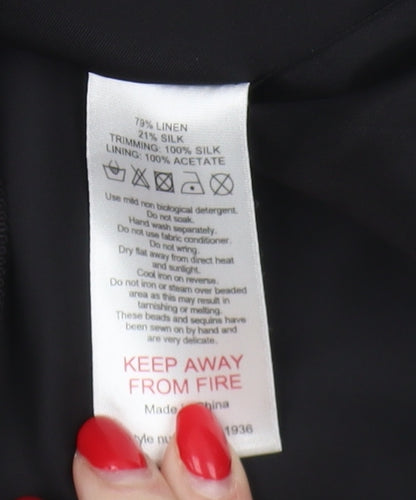 79% LINEN
21% SILK
TRIMMING: 100% SILK
LINING: 100% ACETATE
Use mild non biological detergent.
Do not soak.
Hand wash separately.
Do not use fabric conditioner.
Do not wring.
Dry flat away from direct heat
and sunlight.
Cool iron on reverse.
Do not iron or steam over beaded
area as this may result in
tarnishing or melting.
These beads and sequins have
been sewn on by hand and
are very delicate.
KEEP AWAY
FROM FIRE
Made China
1936